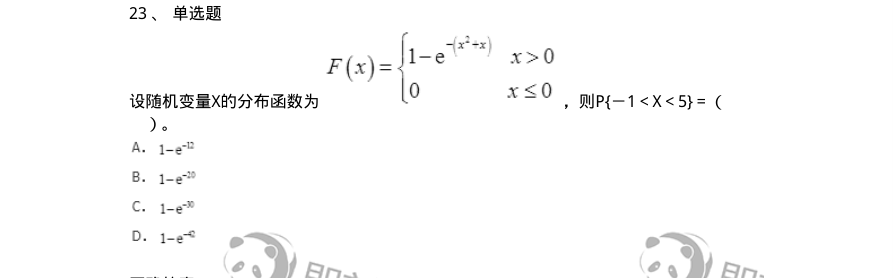 23 、 单选题
设随机变量X的分布函数为 F(x)={1-e^{-(x²+x)} x>0; 0 x≤0 ，则P{－1 < X < 5} = （
）。
A. 1-e^{-12}
B. 1-e^{-20}
C. 1-e^{-30}
D. 1-e^{-42}